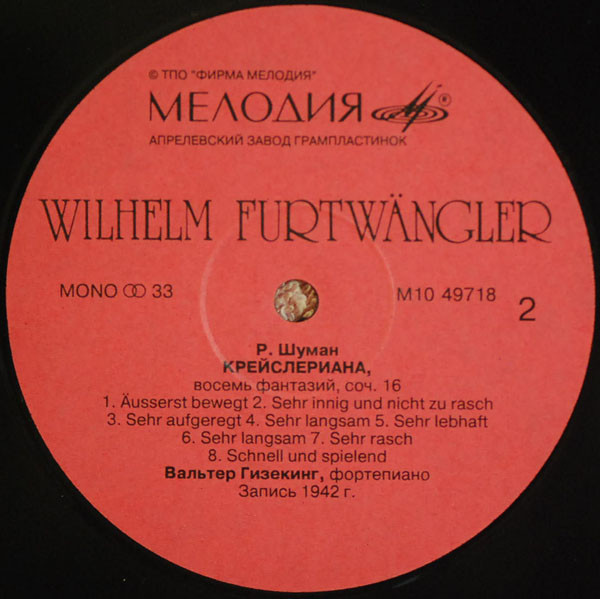 © ТПО "ФИРМА МЕЛОДИЯ"
МЕЛОДИЯ ®
АПРЕЛЕВСКИЙ ЗАВОД ГРАМПЛАСТИНОК
WILHELM FURTWÄNGLER
MONO 33
M10 49718
2
Р. Шуман
КРЕЙСЛЕРИАНА,
восемь фантазий, соч. 16
1. Äusserst bewegt 2. Sehr innig und nicht zu rasch
3. Sehr aufgeregt 4. Sehr langsam 5. Sehr lebhaft
6. Sehr langsam 7. Sehr rasch
8. Schnell und spielend
Вальтер Гизекинг, фортепиано
Запись 1942 г.